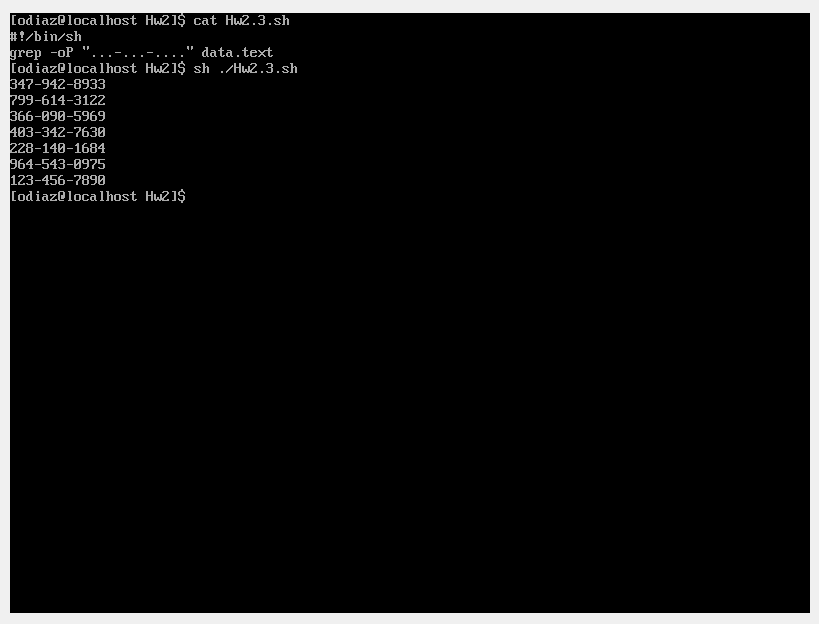 [odiaz@localhost Hw2]$ cat Hw2.3.sh
#!/bin/sh
grep -oP "...-...-...." data.text
[odiaz@localhost Hw2]$ sh ./Hw2.3.sh
347-942-8933
799-614-3122
366-090-5969
403-342-7630
228-140-1684
964-543-0975
123-456-7890
[odiaz@localhost Hw2]$